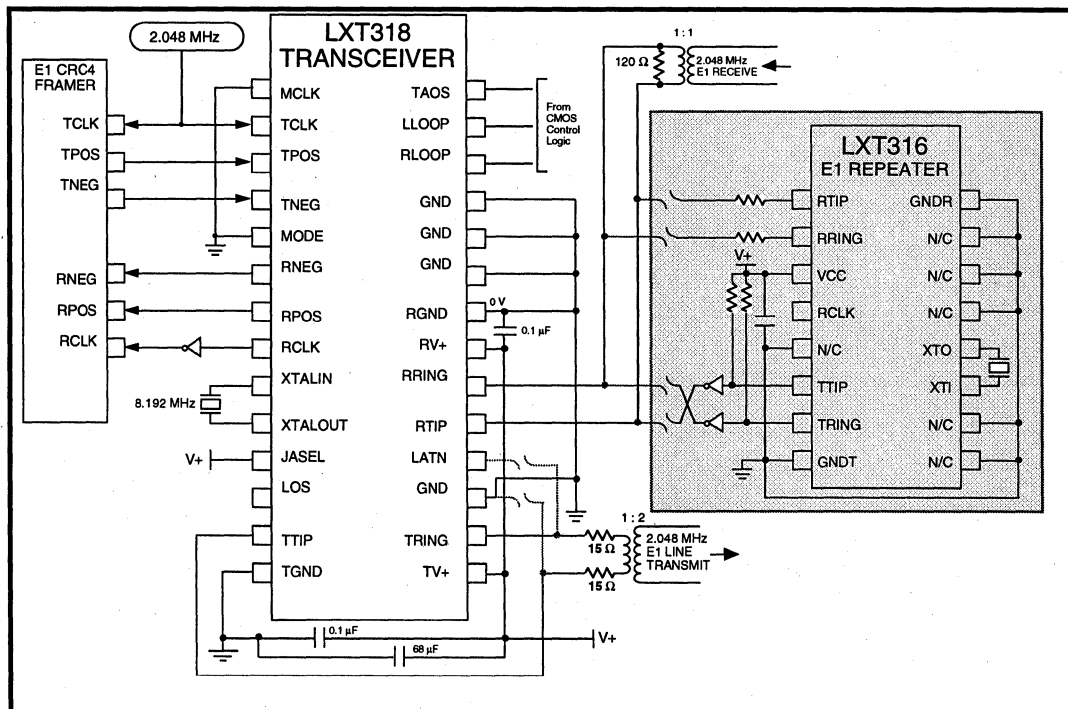 2.048 MHz
E1 CRC4
FRAMER
TCLK
TPOS
TNEG
RNEG
RPOS
RCLK
LXT318
TRANSCEIVER
MCLK
TCLK
TPOS
TNEG
MODE
RNEG
RPOS
RCLK
XTALIN
XTALOUT
JASEL
LOS
TTIP
TGND
8.192 MHz
V+
TAOS
LLOOP
RLOOP
GND
GND
GND
RGND
RV+
RRING
RTIP
LATN
GND
TRING
TV+
From
CMOS
Control
Logic
0 V
0.1 µF
0.1 µF
68 µF
V+
1 : 1
120 Ω
2.048 MHz
E1 RECEIVE
LXT316
E1 REPEATER
RTIP
RRING
V+
VCC
RCLK
N/C
TTIP
TRING
GNDT
GNDR
N/C
N/C
N/C
XTO
XTI
N/C
N/C
1 : 2
15 Ω
15 Ω
2.048 MHz
E1 LINE
TRANSMIT